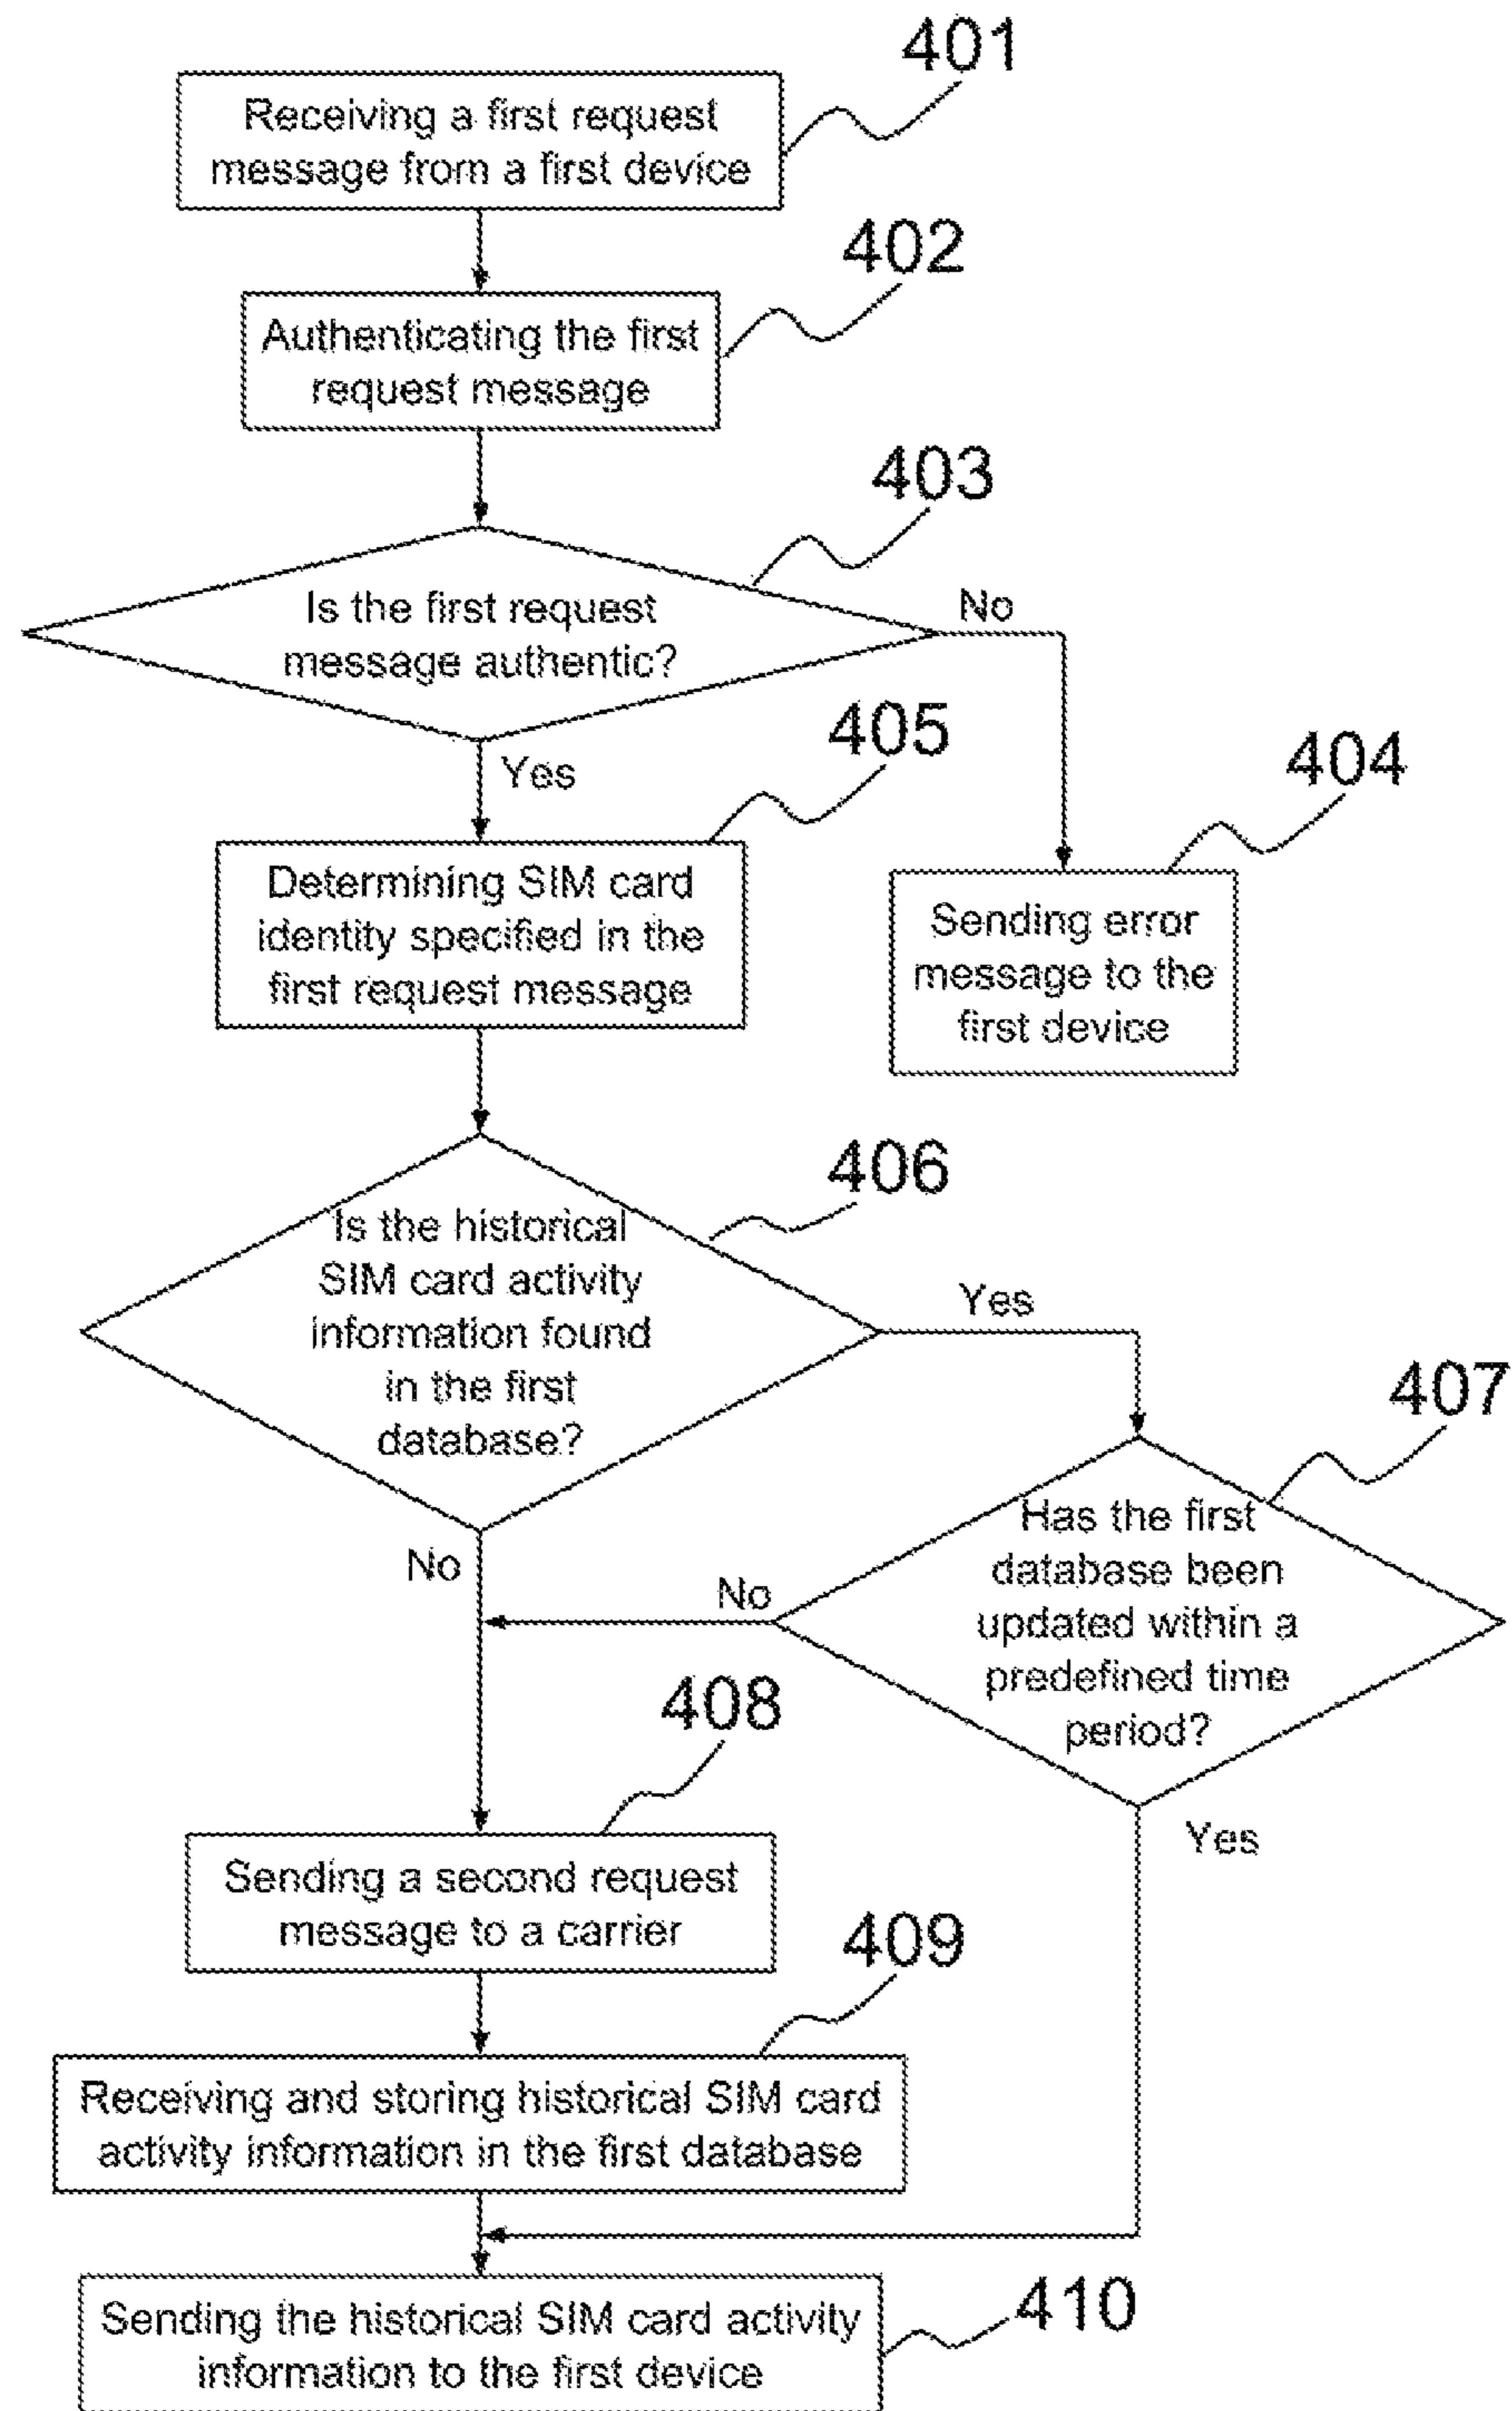 401
Receiving a first request
message from a first device
402
Authenticating the first
request message
403
Is the first request
message authentic?
No
Yes
405
404
Determining SIM card
identity specified in the
first request message
Sending error
message to the
first device
406
Is the historical
SIM card activity
information found
in the first
database?
Yes
407
Has the first
database been
updated within a
predefined time
period?
No
No
Yes
408
Sending a second request
message to a carrier
409
Receiving and storing historical SIM card
activity information in the first database
410
Sending the historical SIM card activity
information to the first device